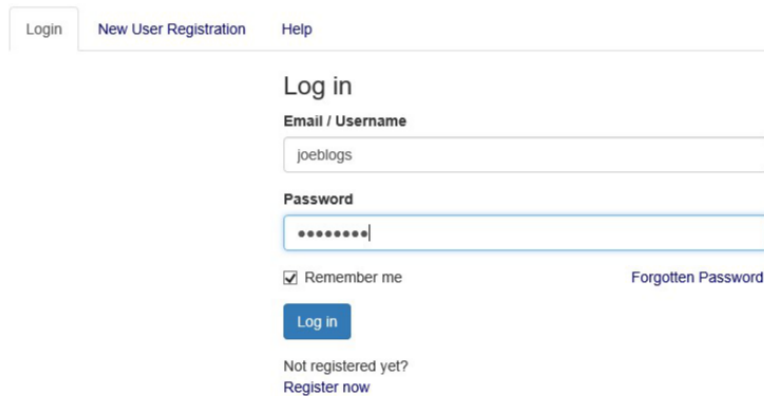 Login New User Registration Help
Log in
Email / Username
joeblogs
Password
••••••••
Remember me Forgotten Password
Log in
Not registered yet?
Register now